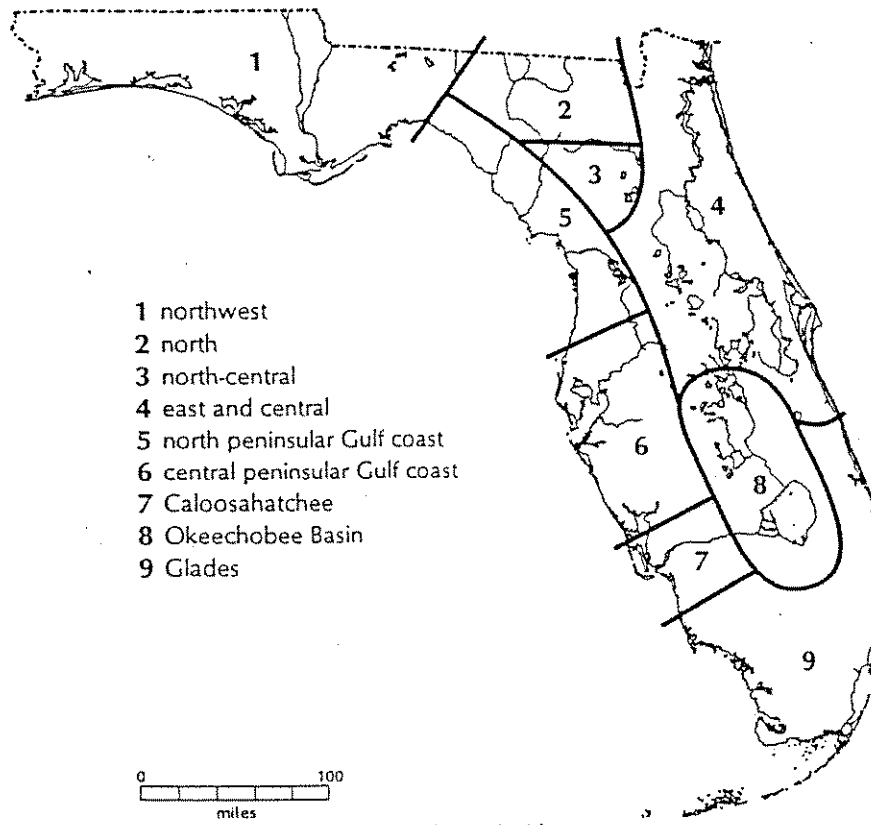 1
2
3
4
5
1 northwest
2 north
3 north-central
4 east and central
5 north peninsular Gulf coast
6 central peninsular Gulf coast
7 Caloosahatchee
8 Okeechobee Basin
9 Glades
6
8
7
9
0 100
miles